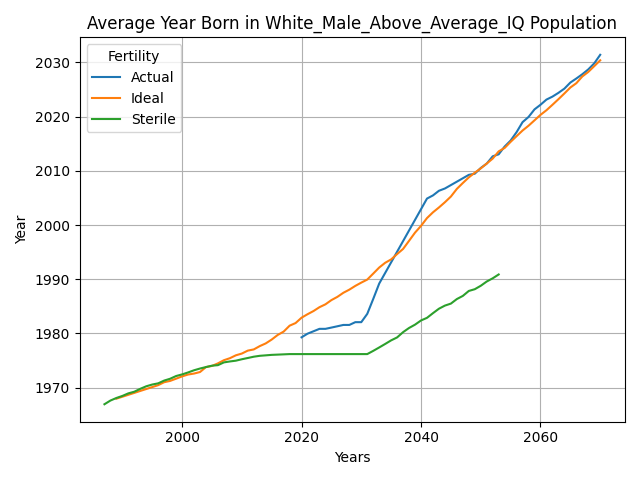 Average Year Born in White_Male_Above_Average_IQ Population
Fertility
Actual
Ideal
Sterile
Year
2030
2020
2010
2000
1990
1980
1970
2000
2020
2040
2060
Years